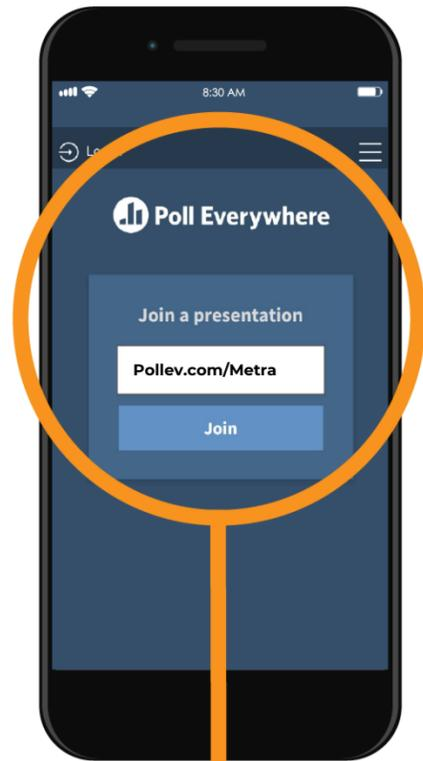 8:30 AM
Poll Everywhere
Join a presentation
Pollev.com/Metra
Join